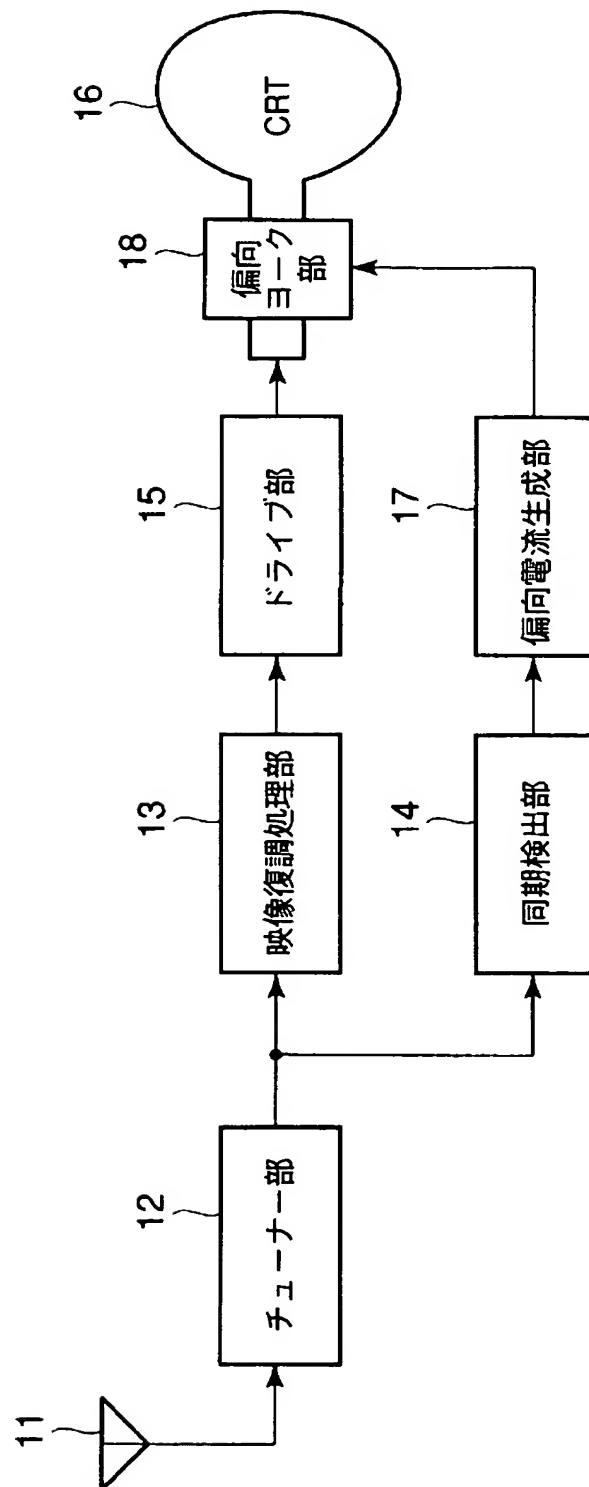 11
12
チューナー部
13
映像復調処理部
15
ドライブ部
18
偏向
ヨーク
部
16
CRT
14
同期検出部
17
偏向電流生成部